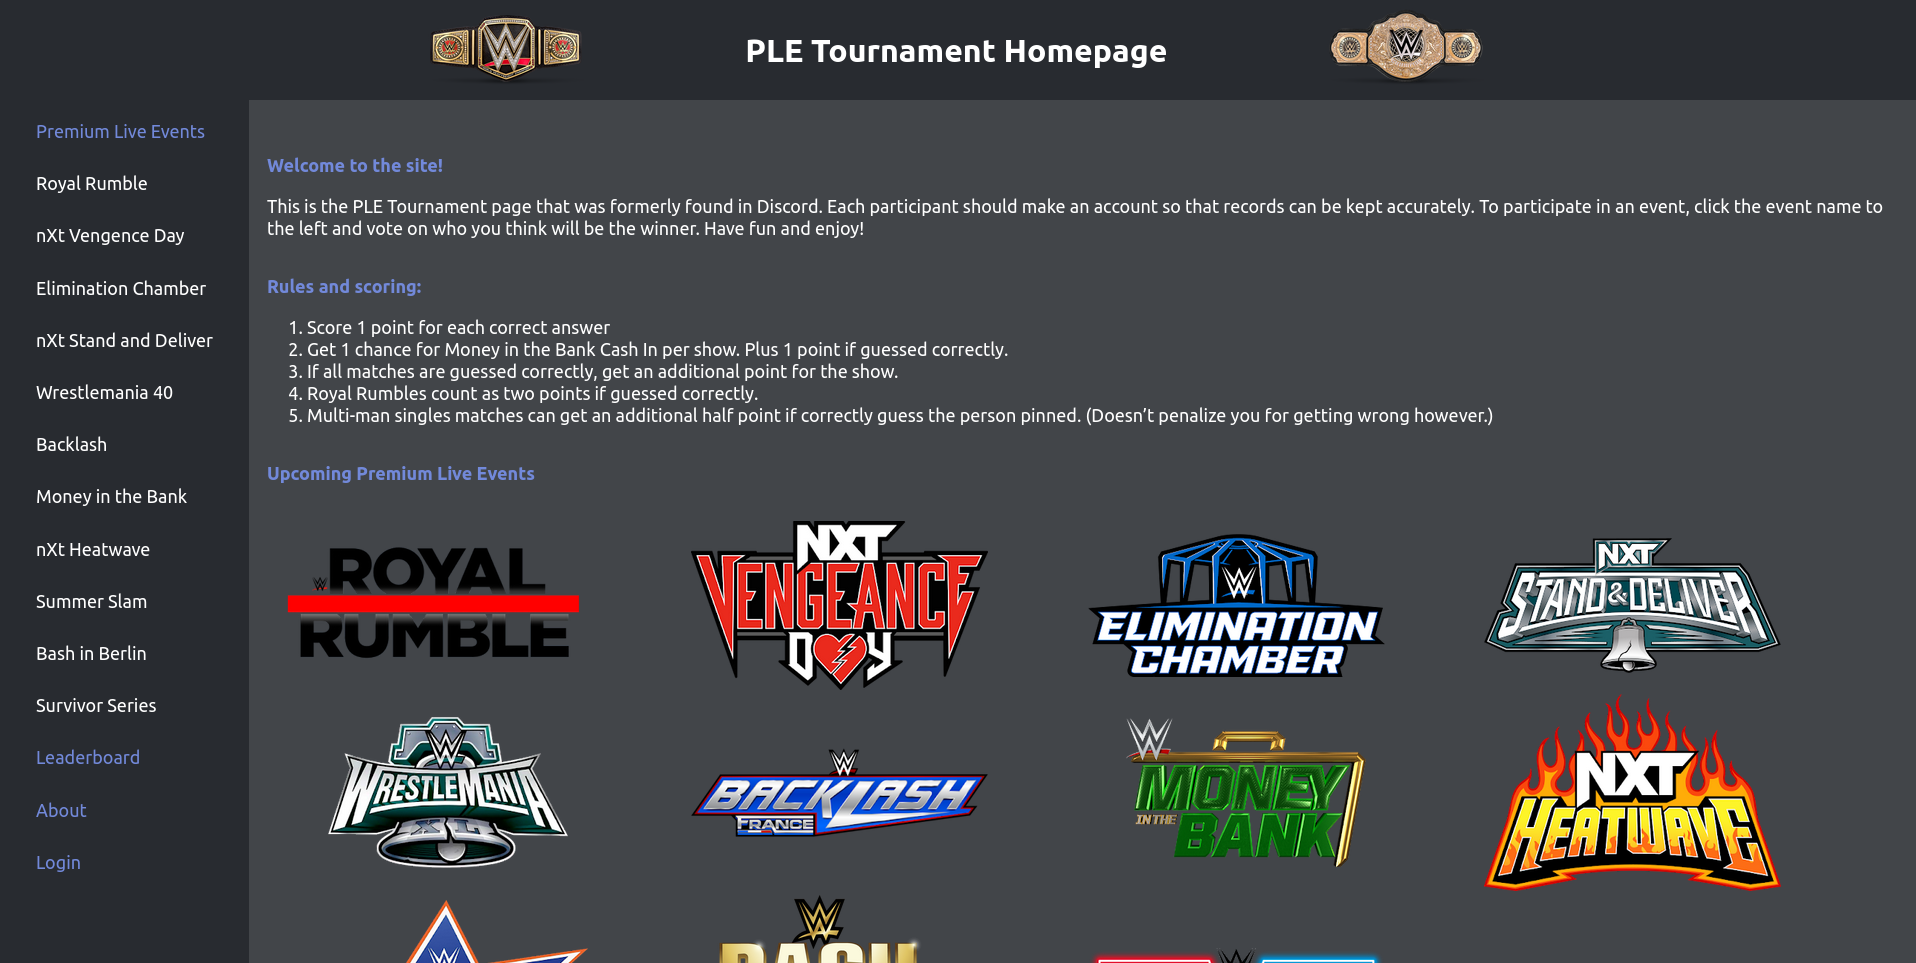 PLE Tournament Homepage
Premium Live Events
Royal Rumble
nXt Vengence Day
Elimination Chamber
nXt Stand and Deliver
Wrestlemania 40
Backlash
Money in the Bank
nXt Heatwave
Summer Slam
Bash in Berlin
Survivor Series
Leaderboard
About
Login
Welcome to the site!
This is the PLE Tournament page that was formerly found in Discord. Each participant should make an account so that records can be kept accurately. To participate in an event, click the event name to
the left and vote on who you think will be the winner. Have fun and enjoy!
Rules and scoring:
1. Score 1 point for each correct answer
2. Get 1 chance for Money in the Bank Cash In per show. Plus 1 point if guessed correctly.
3. If all matches are guessed correctly, get an additional point for the show.
4. Royal Rumbles count as two points if guessed correctly.
5. Multi-man singles matches can get an additional half point if correctly guess the person pinned. (Doesn’t penalize you for getting wrong however.)
Upcoming Premium Live Events
ROYAL
RUMBLE
NXT
VENGEANCE
DAY
W
ELIMINATION
CHAMBER
NXT
STAND & DELIVER
W
WRESTLEMANIA
XL
W
BACKLASH
FRANCE
W
MONEY
IN THE
BANK
NXT
HEATWAVE
W
BASH